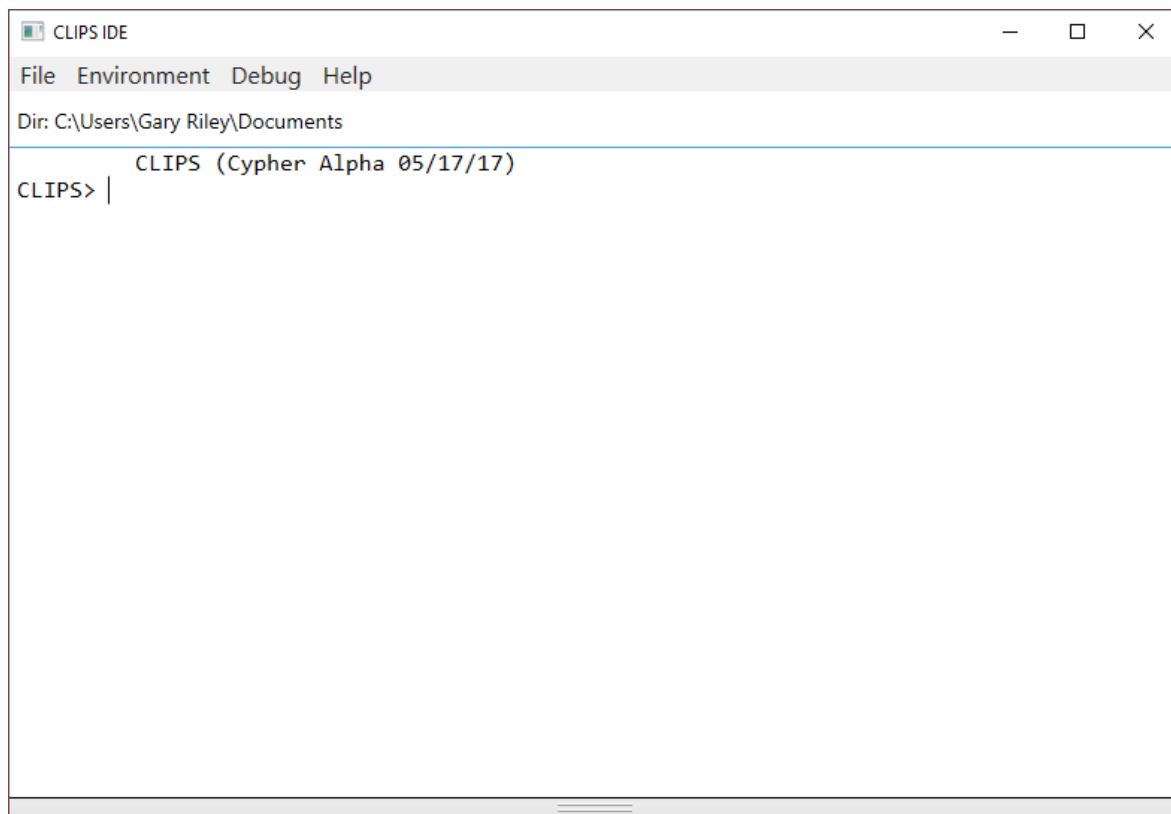 CLIPS IDE
File Environment Debug Help
Dir: C:\Users\Gary Riley\Documents
CLIPS (Cypher Alpha 05/17/17)
CLIPS>